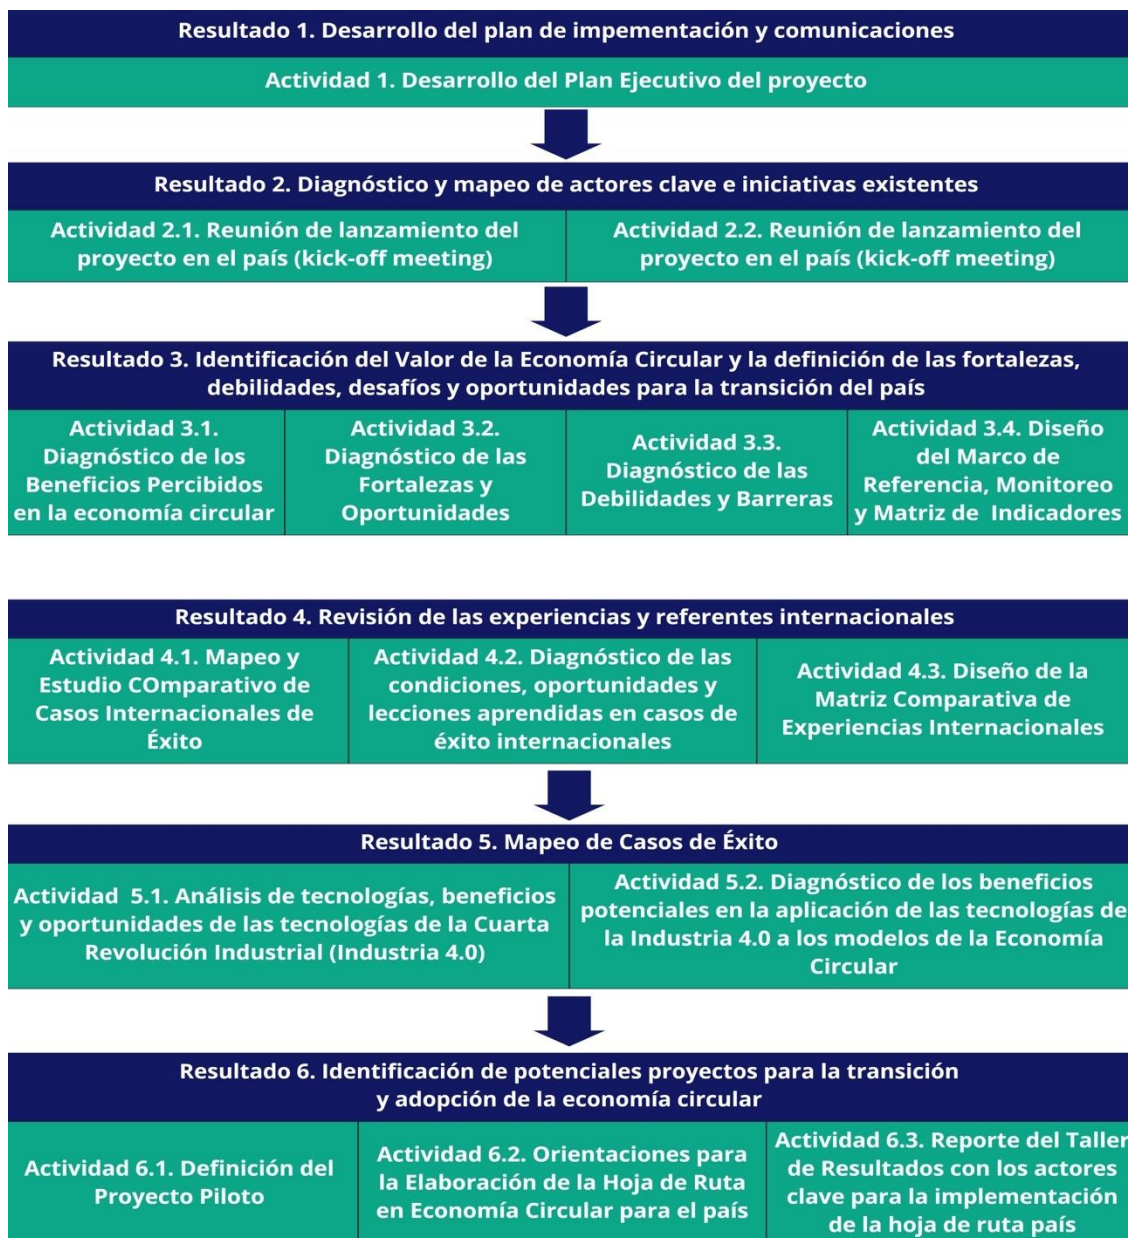 Resultado 1. Desarrollo del plan de impementación y comunicaciones
Actividad 1. Desarrollo del Plan Ejecutivo del proyecto
Resultado 2. Diagnóstico y mapeo de actores clave e iniciativas existentes
Actividad 2.1. Reunión de lanzamiento del
proyecto en el país (kick-off meeting)
Actividad 2.2. Reunión de lanzamiento del
proyecto en el país (kick-off meeting)
Resultado 3. Identificación del Valor de la Economía Circular y la definición de las fortalezas,
debilidades, desafíos y oportunidades para la transición del país
Actividad 3.1.
Diagnóstico de los
Beneficios Percibidos
en la economía circular
Actividad 3.2.
Diagnóstico de las
Fortalezas y
Oportunidades
Actividad 3.3.
Diagnóstico de las
Debilidades y Barreras
Actividad 3.4. Diseño
del Marco de
Referencia, Monitoreo
y Matriz de Indicadores
Resultado 4. Revisión de las experiencias y referentes internacionales
Actividad 4.1. Mapeo y
Estudio COmparativo de
Casos Internacionales de
Éxito
Actividad 4.2. Diagnóstico de las
condiciones, oportunidades y
lecciones aprendidas en casos de
éxito internacionales
Actividad 4.3. Diseño de la
Matriz Comparativa de
Experiencias Internacionales
Resultado 5. Mapeo de Casos de Éxito
Actividad 5.1. Análisis de tecnologías, beneficios
y oportunidades de las tecnologías de la Cuarta
Revolución Industrial (Industria 4.0)
Actividad 5.2. Diagnóstico de los beneficios
potenciales en la aplicación de las tecnologías de
la Industria 4.0 a los modelos de la Economía
Circular
Resultado 6. Identificación de potenciales proyectos para la transición
y adopción de la economía circular
Actividad 6.1. Definición del
Proyecto Piloto
Actividad 6.2. Orientaciones para
la Elaboración de la Hoja de Ruta
en Economía Circular para el país
Actividad 6.3. Reporte del Taller
de Resultados con los actores
clave para la implementación
de la hoja de ruta país